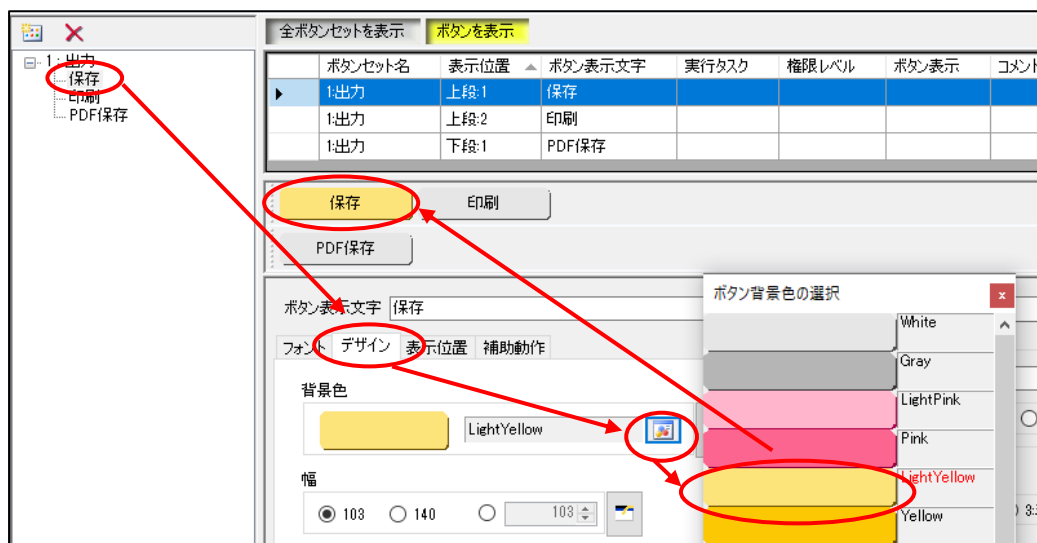 全ボタンセットを表示 ボタンを表示
1:出力
保存
印刷
PDF保存
ボタンセット名 表示位置 ボタン表示文字 実行タスク 権限レベル ボタン表示 コメント
1:出力 上段:1 保存
1:出力 上段:2 印刷
1:出力 下段:1 PDF保存
保存 印刷
PDF保存
ボタン表示文字 保存
フォント デザイン 表示位置 補助動作
背景色
LightYellow
幅
103 140 103
ボタン背景色の選択
White
Gray
LightPink
Pink
LightYellow
Yellow